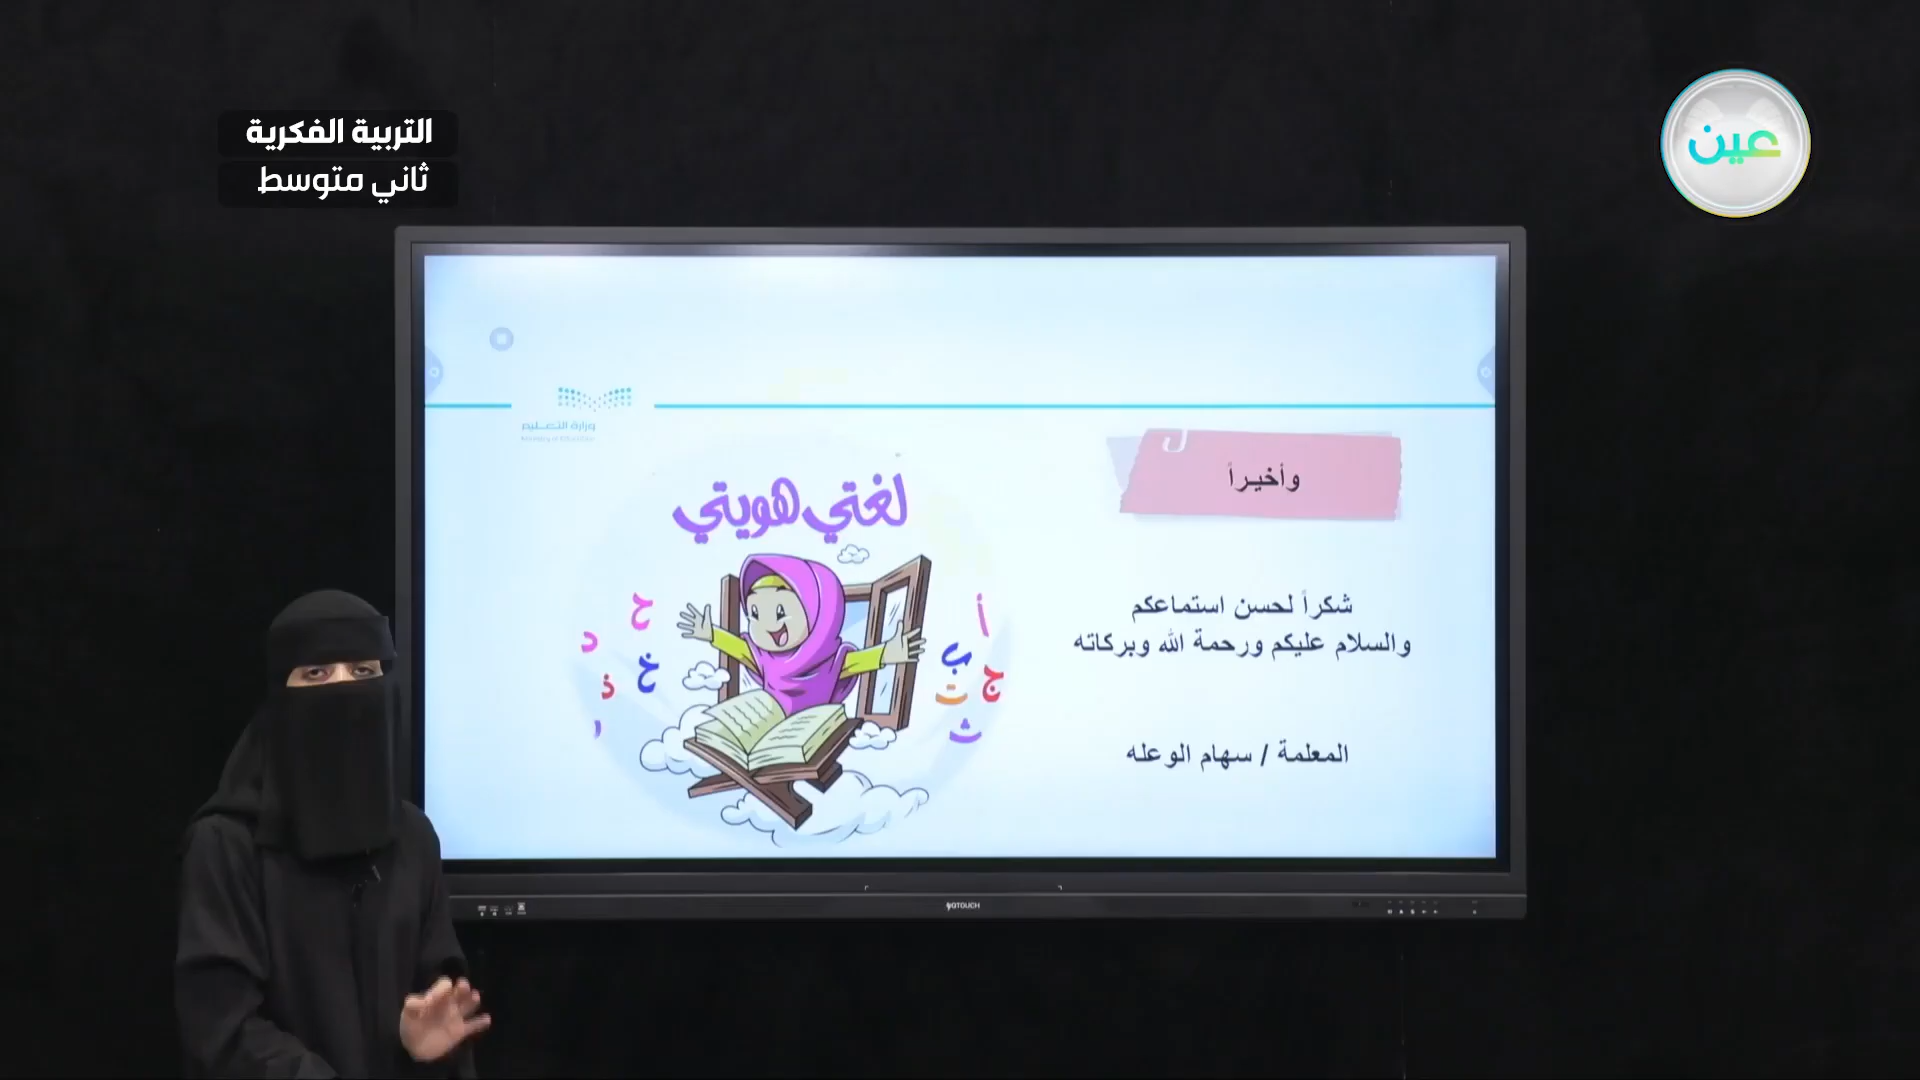 التربية الفكرية
ثاني متوسط
عين
وزارة التعليم
وأخيراً
لغتي هويتي
شكراً لحسن استماعكم
والسلام عليكم ورحمة الله وبركاته
المعلمة / سهام الوعله
أ
ب
ت
ث
ج
ح
خ
د
ذ
ر
QTOUCH